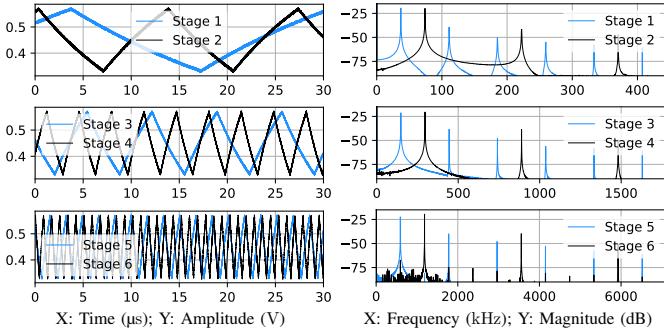 0.4
0.5
Stage 1
Stage 2
0 5 10 15 20 25 30
−75
−50
−25
Stage 1
Stage 2
0 100 200 300 400
0.4
0.5
Stage 3
Stage 4
0 5 10 15 20 25 30
−75
−50
−25
Stage 3
Stage 4
0 500 1000 1500
0.4
0.5
Stage 5
Stage 6
0 5 10 15 20 25 30
−75
−50
−25
Stage 5
Stage 6
0 2000 4000 6000
X: Time (μs); Y: Amplitude (V)
X: Frequency (kHz); Y: Magnitude (dB)